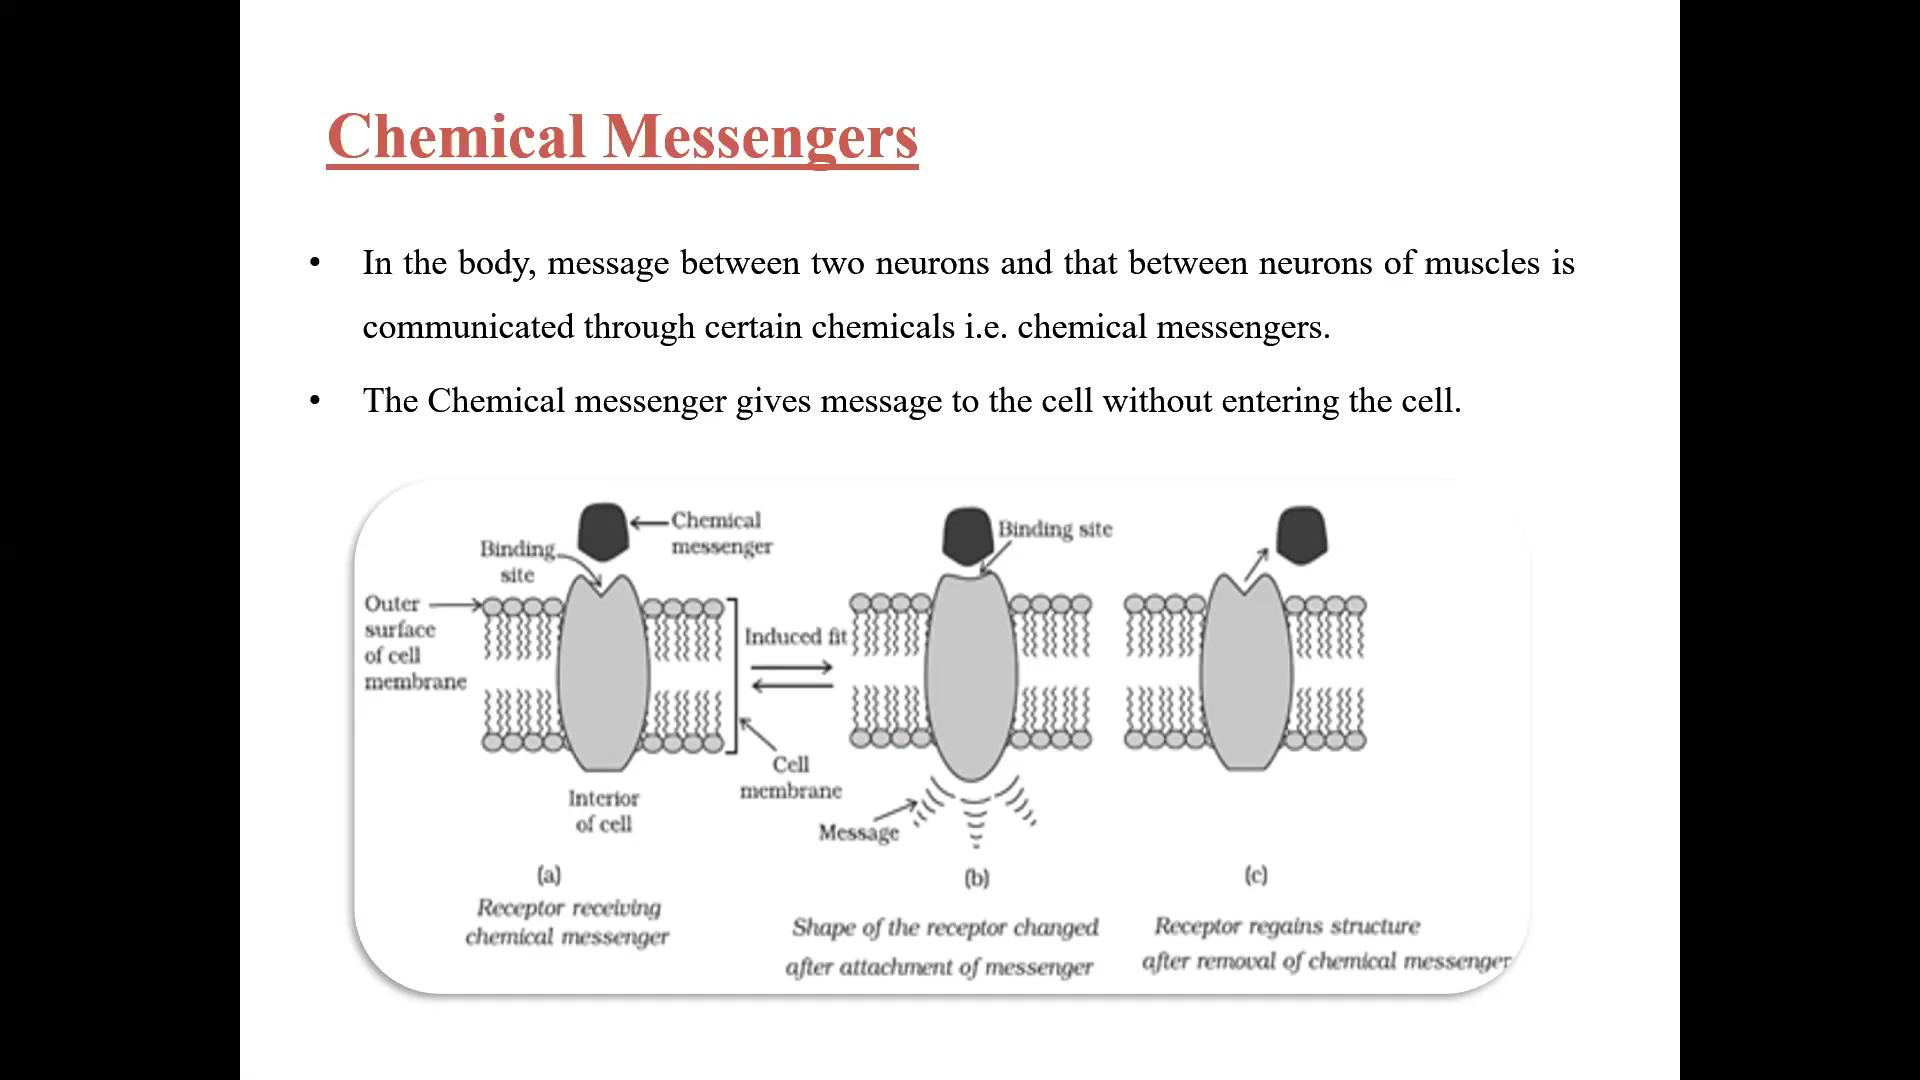 Chemical Messengers
• In the body, message between two neurons and that between neurons of muscles is
communicated through certain chemicals i.e. chemical messengers.
• The Chemical messenger gives message to the cell without entering the cell.
Chemical
messenger
Binding
site
Outer
surface
of cell
membrane
Interior
of cell
Induced fit
Cell
membrane
(a)
Receptor receiving
chemical messenger
Binding site
Message
(b)
Shape of the receptor changed
after attachment of messenger
(c)
Receptor regains structure
after removal of chemical messenger